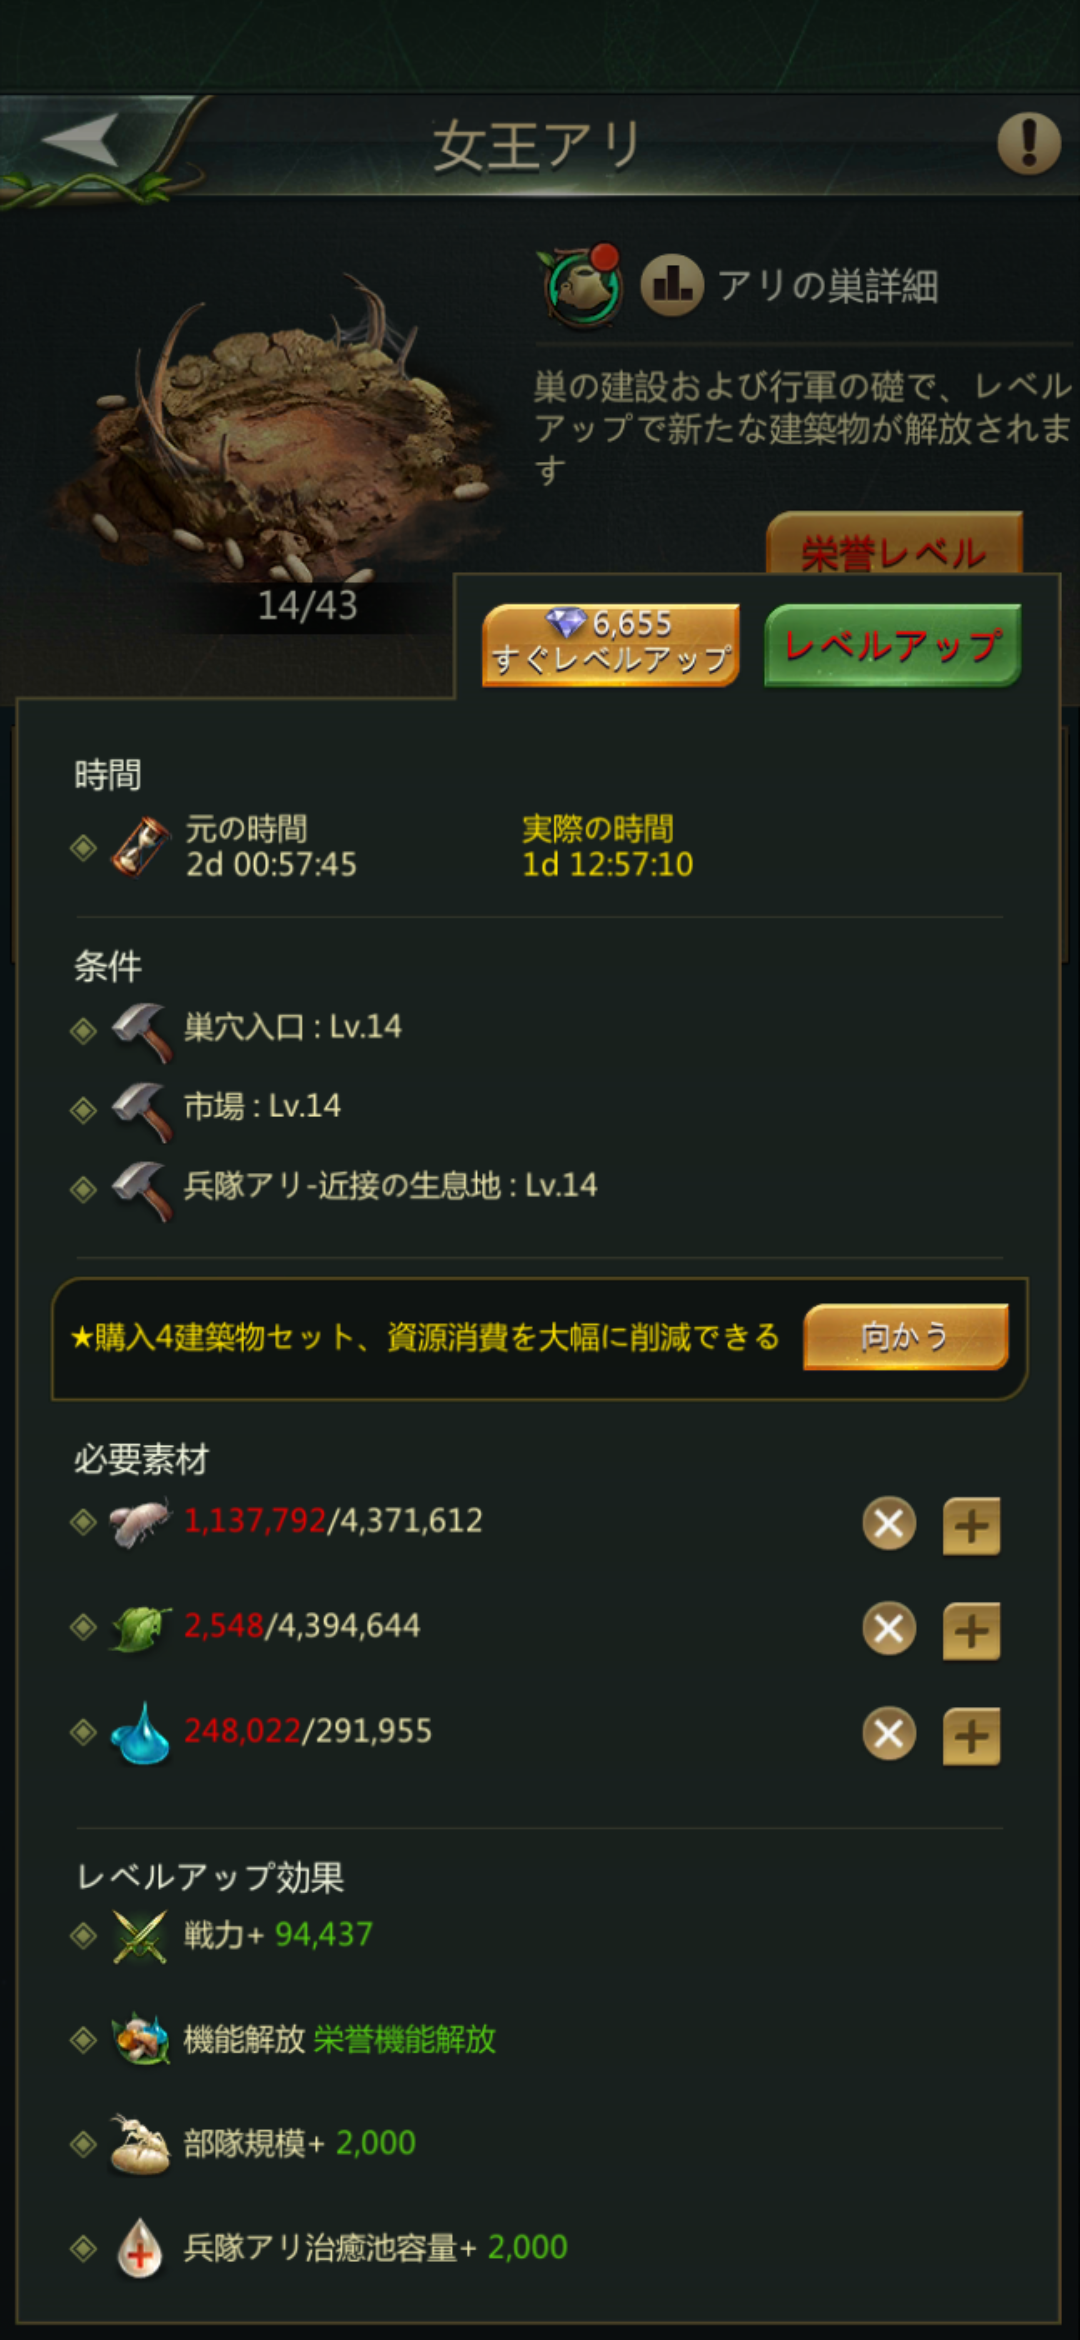 女王アリ
アリの巣詳細
巣の建設および行軍の礎で、レベル
アップで新たな建築物が解放されま
す
栄誉レベル
14/43
6,655
すぐレベルアップ
レベルアップ
時間
元の時間
2d 00:57:45
実際の時間
1d 12:57:10
条件
巣穴入口 : Lv.14
市場 : Lv.14
兵隊アリ-近接の生息地 : Lv.14
★購入4建築物セット、資源消費を大幅に削減できる
向かう
必要素材
1,137,792/4,371,612
2,548/4,394,644
248,022/291,955
レベルアップ効果
戦力+ 94,437
機能解放 栄誉機能解放
部隊規模+ 2,000
兵隊アリ治癒池容量+ 2,000